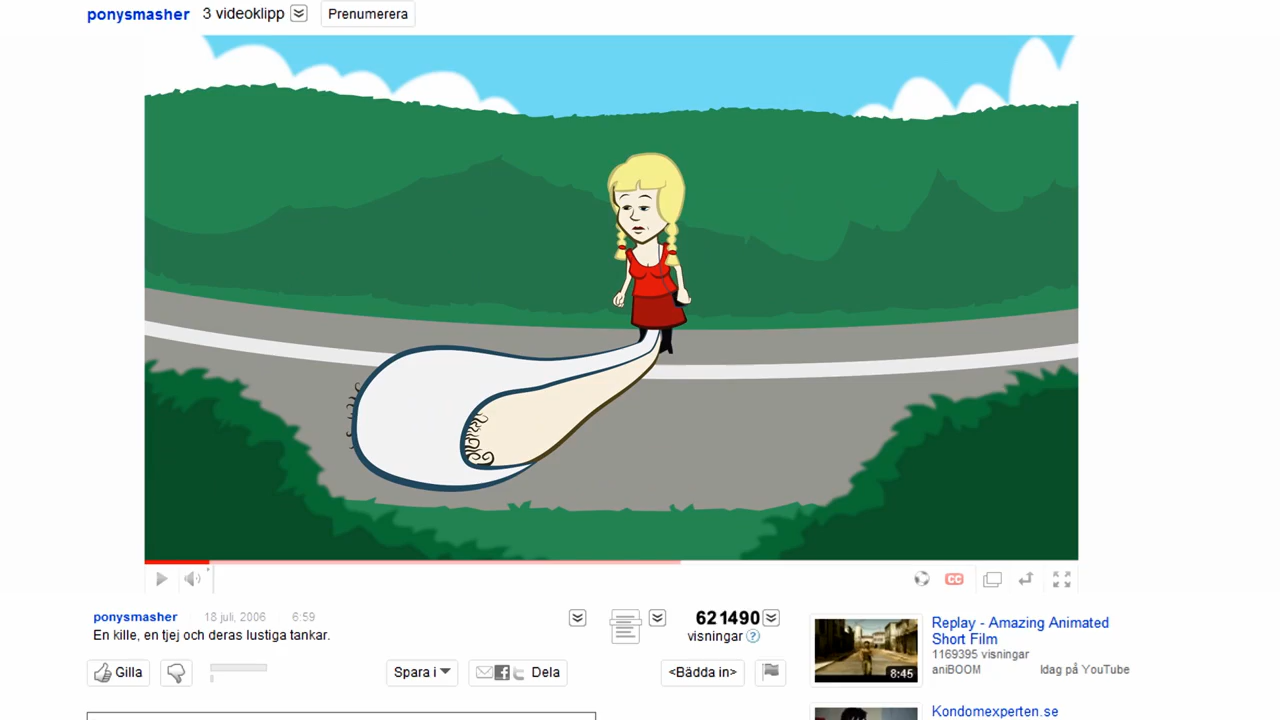 ponysmasher 3 videoklipp Prenumerera
CC
ponysmasher 18 juli, 2006 6:59
En kille, en tjej och deras lustiga tankar.
621490
visningar ?
Gilla Spara i Dela <Bädda in>
Replay - Amazing Animated
Short Film
1169395 visningar
aniBOOM Idag på YouTube
8:45
Kondomexperten.se